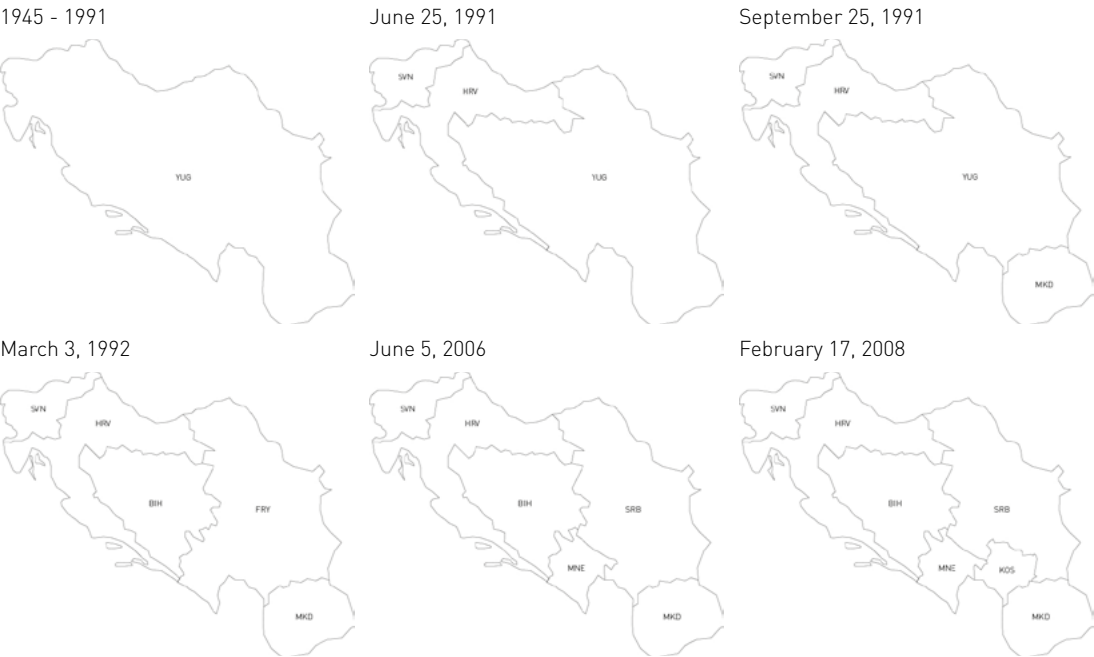 1945 - 1991
YUG
June 25, 1991
SVN
HRV
YUG
September 25, 1991
SVN
HRV
YUG
MKD
March 3, 1992
SVN
HRV
BIH
FRY
MKD
June 5, 2006
SVN
HRV
BIH
SRB
MNE
MKD
February 17, 2008
SVN
HRV
BIH
SRB
MNE
KOS
MKD